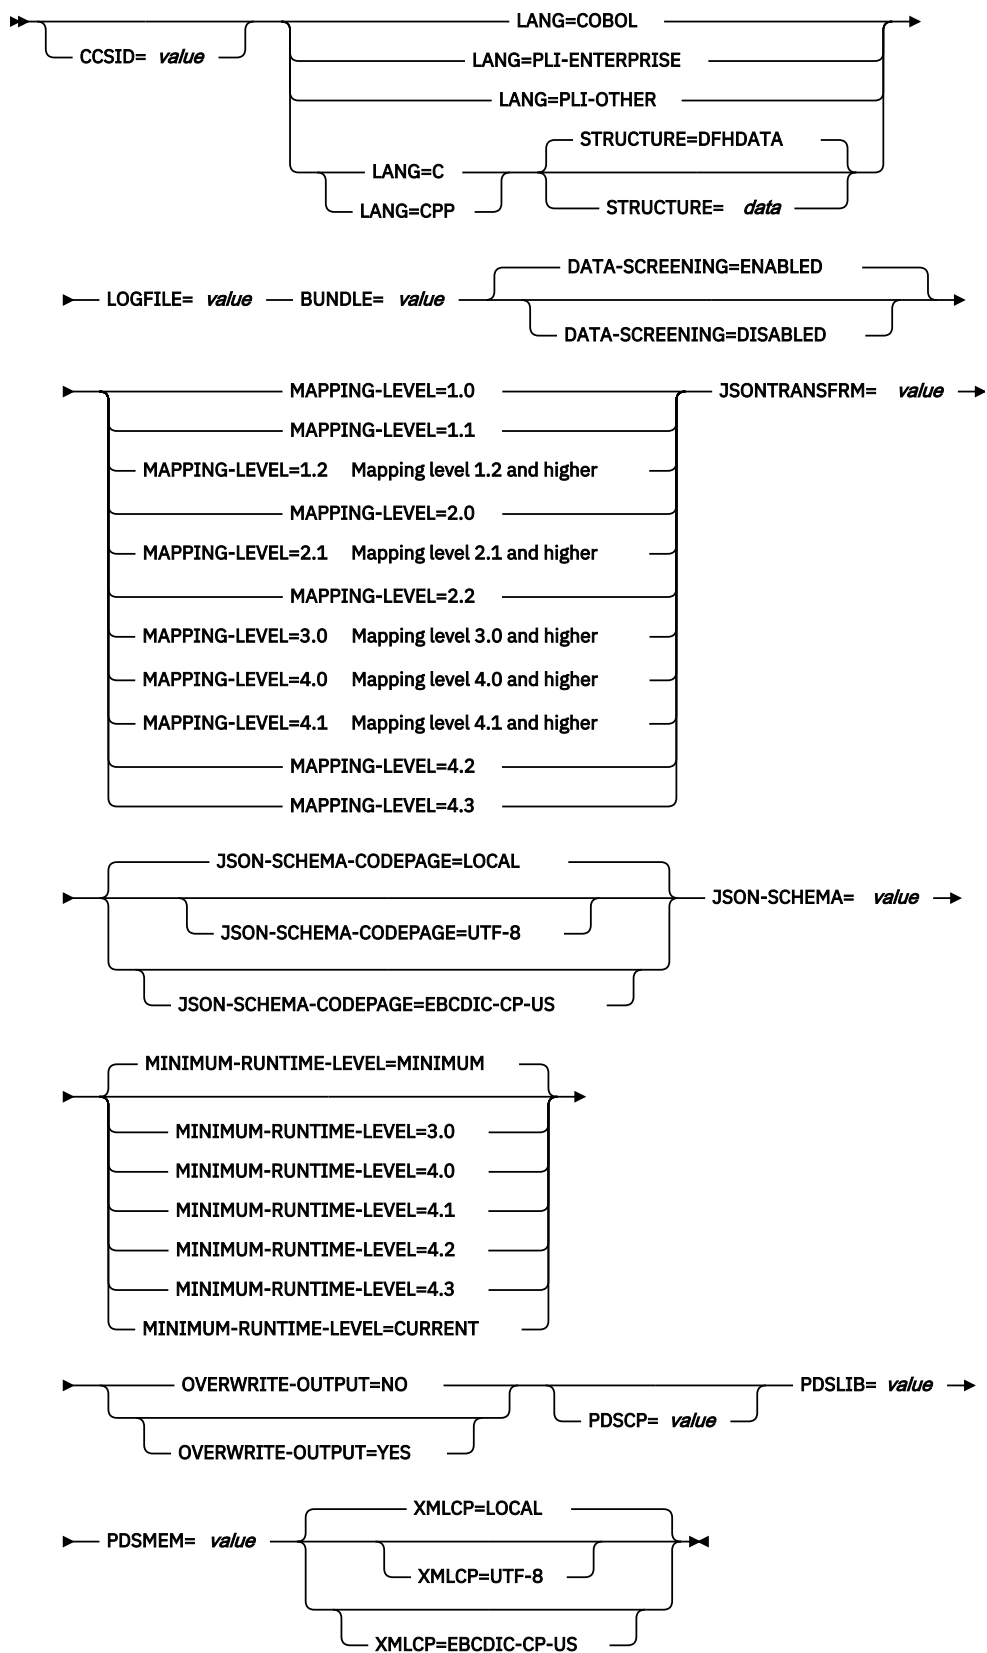 LANG=COBOL
CCSID= value
LANG=PLI-ENTERPRISE
LANG=PLI-OTHER
STRUCTURE=DFHDATA
LANG=C
LANG=CPP
STRUCTURE= data
DATA-SCREENING=ENABLED
LOGFILE= value BUNDLE= value
DATA-SCREENING=DISABLED
MAPPING-LEVEL=1.0 JSONTRANSFRM= value
MAPPING-LEVEL=1.1
MAPPING-LEVEL=1.2 Mapping level 1.2 and higher
MAPPING-LEVEL=2.0
MAPPING-LEVEL=2.1 Mapping level 2.1 and higher
MAPPING-LEVEL=2.2
MAPPING-LEVEL=3.0 Mapping level 3.0 and higher
MAPPING-LEVEL=4.0 Mapping level 4.0 and higher
MAPPING-LEVEL=4.1 Mapping level 4.1 and higher
MAPPING-LEVEL=4.2
MAPPING-LEVEL=4.3
JSON-SCHEMA-CODEPAGE=LOCAL
JSON-SCHEMA= value
JSON-SCHEMA-CODEPAGE=UTF-8
JSON-SCHEMA-CODEPAGE=EBCDIC-CP-US
MINIMUM-RUNTIME-LEVEL=MINIMUM
MINIMUM-RUNTIME-LEVEL=3.0
MINIMUM-RUNTIME-LEVEL=4.0
MINIMUM-RUNTIME-LEVEL=4.1
MINIMUM-RUNTIME-LEVEL=4.2
MINIMUM-RUNTIME-LEVEL=4.3
MINIMUM-RUNTIME-LEVEL=CURRENT
OVERWRITE-OUTPUT=NO PDSLIB= value
PDSCP= value
OVERWRITE-OUTPUT=YES
XMLCP=LOCAL
PDSMEM= value
XMLCP=UTF-8
XMLCP=EBCDIC-CP-US